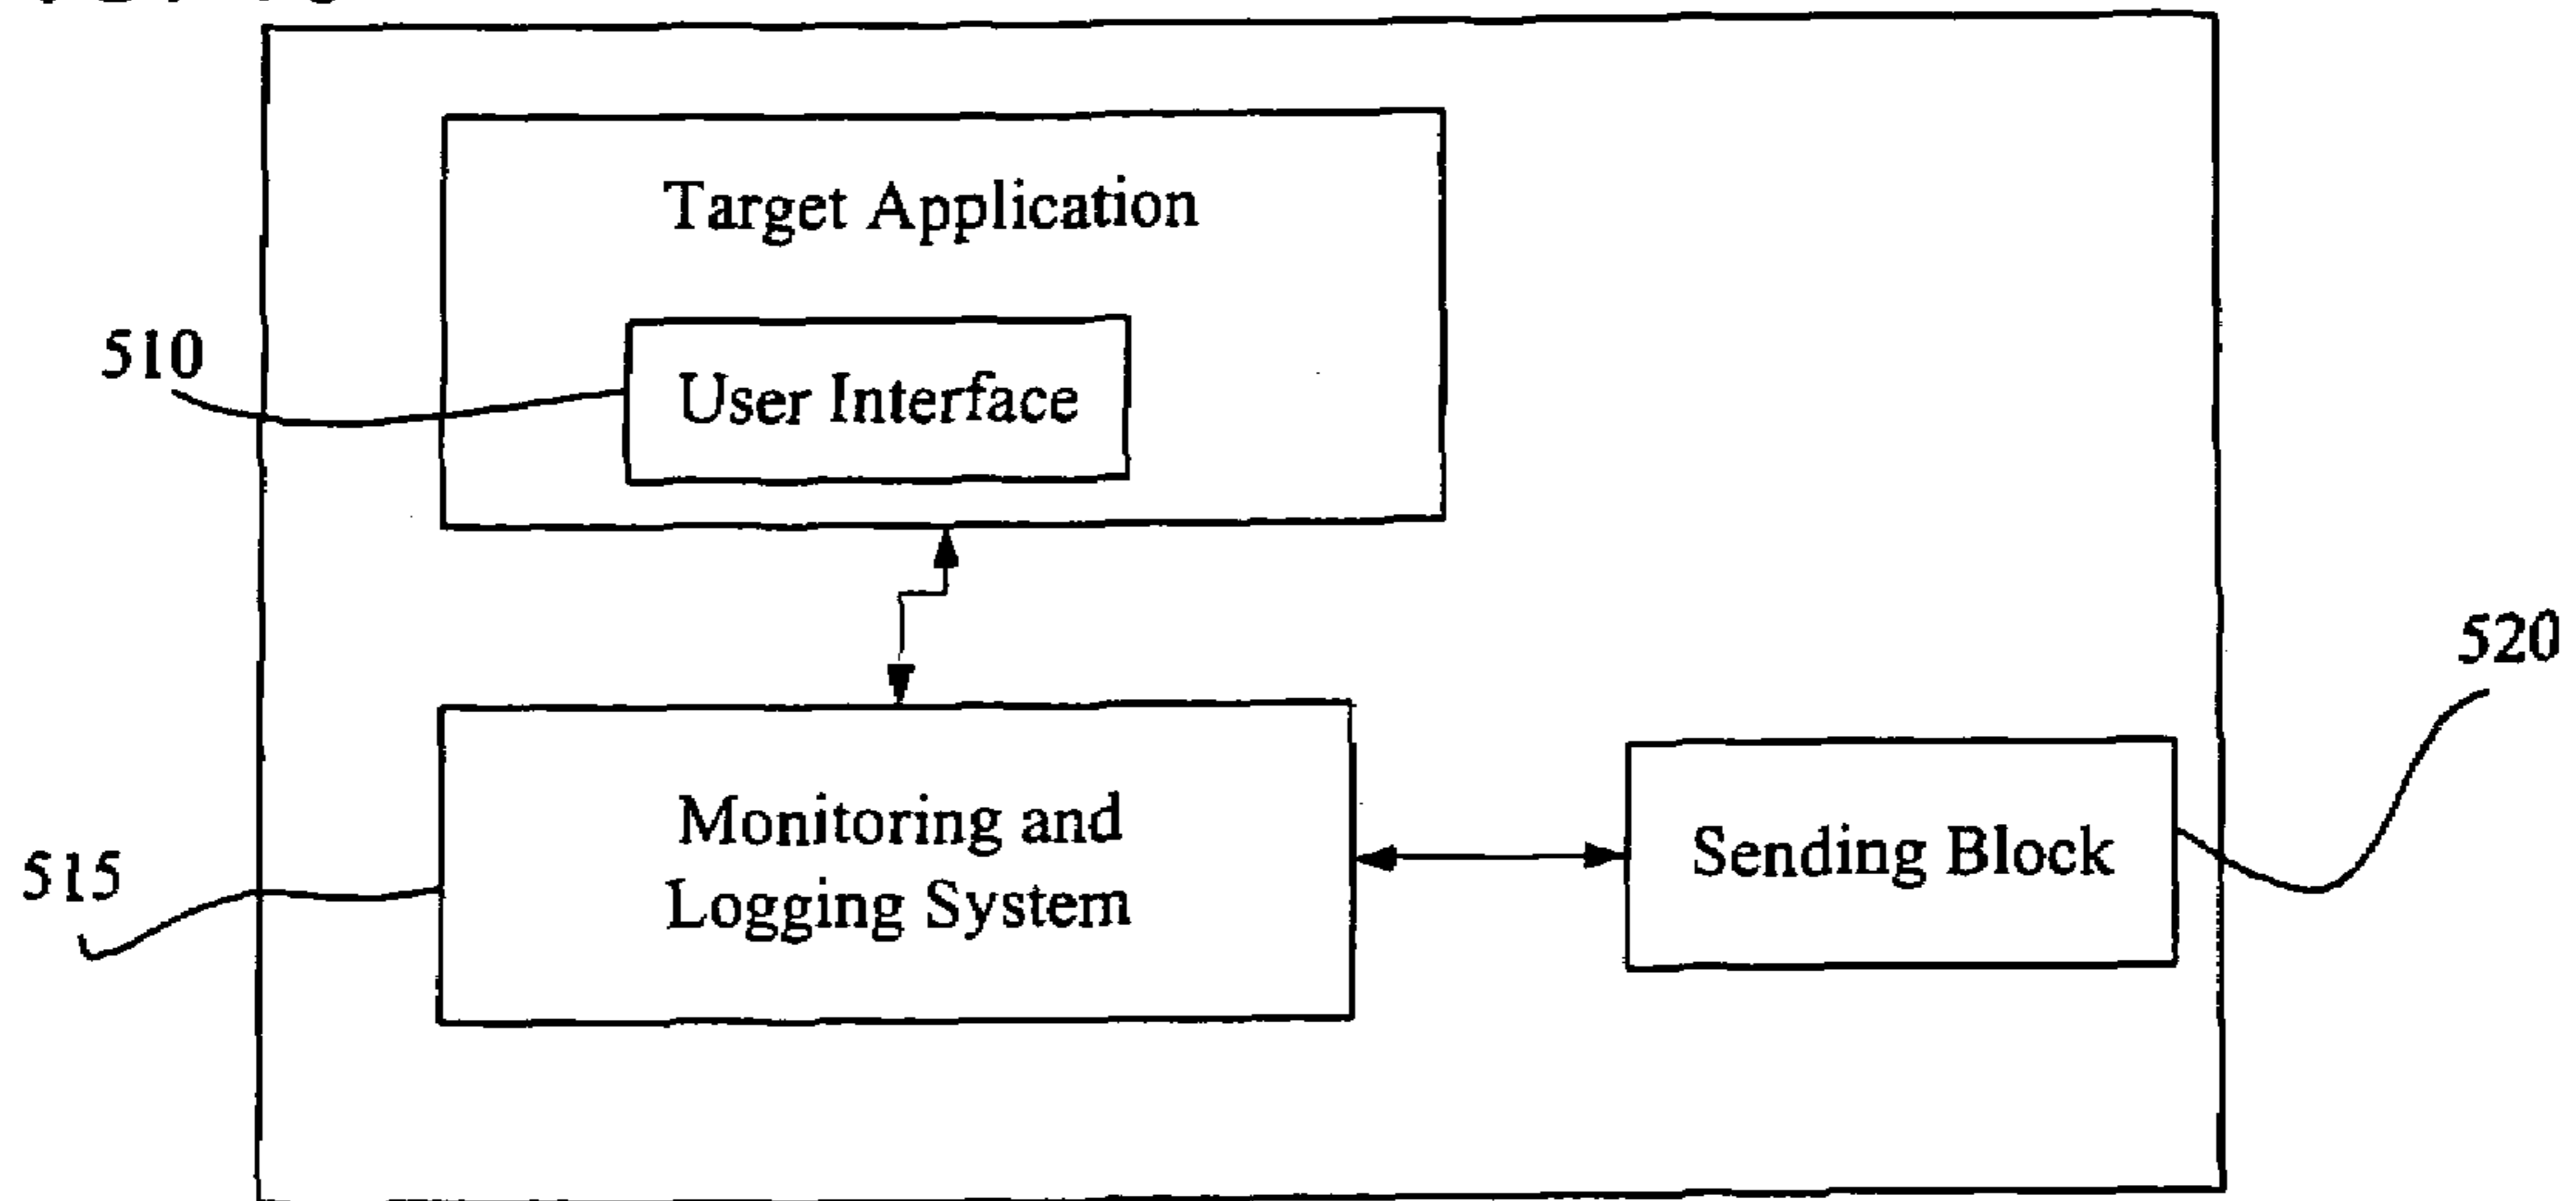 Target Application
510
User Interface
520
Monitoring and
Logging System
515
Sending Block